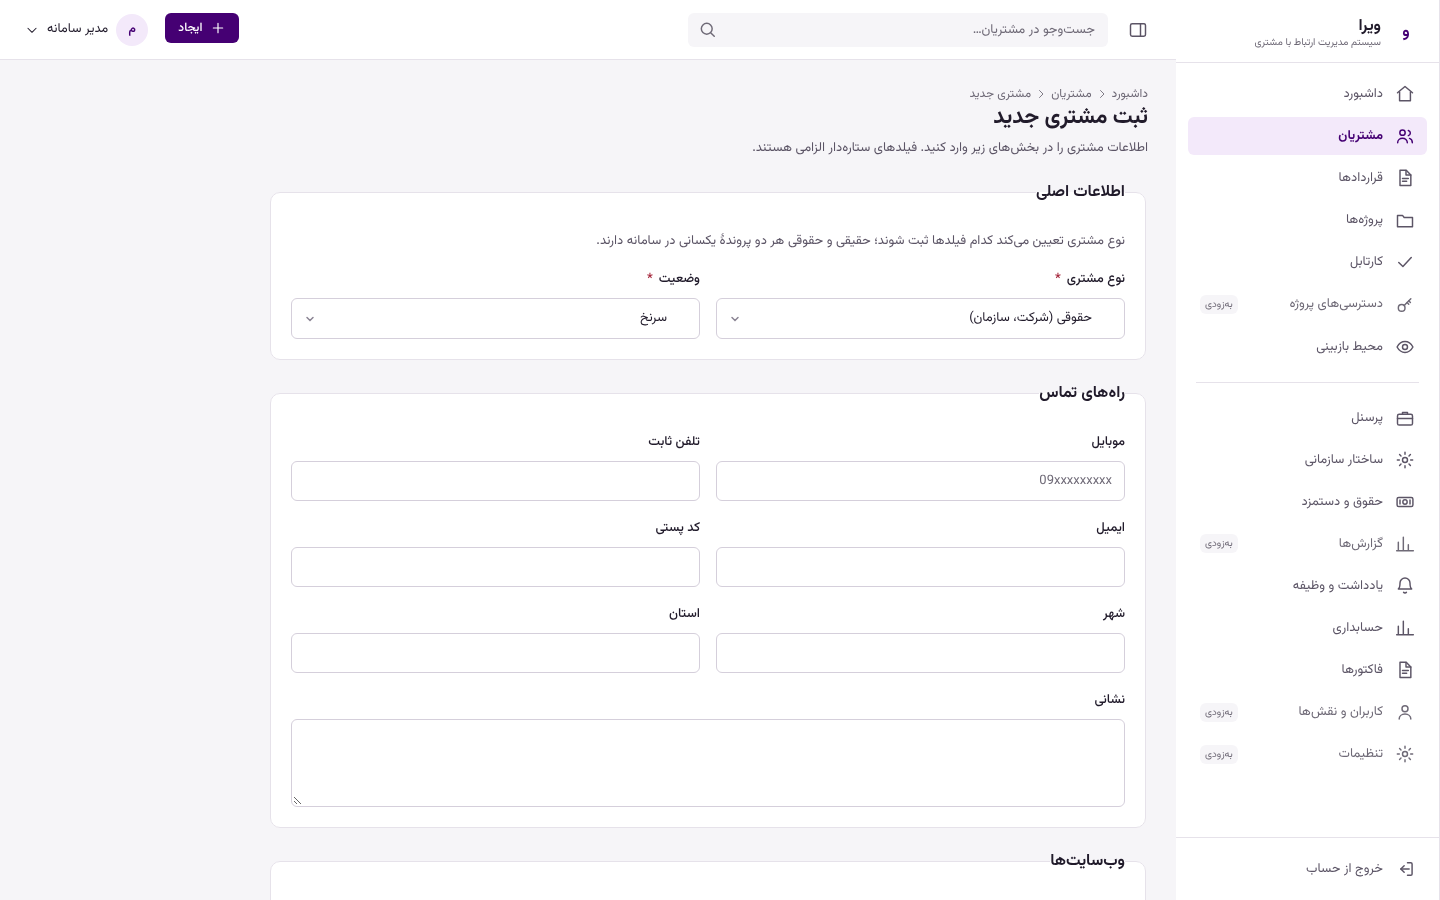 و
ویرا
سیستم مدیریت ارتباط با مشتری
داشبورد
مشتریان
قراردادها
پروژه‌ها
کارتابل
دسترسی‌های پروژه
به‌زودی
محیط بازبینی
پرسنل
ساختار سازمانی
حقوق و دستمزد
گزارش‌ها
به‌زودی
یادداشت و وظیفه
حسابداری
فاکتورها
کاربران و نقش‌ها
به‌زودی
تنظیمات
به‌زودی
خروج از حساب
جست‌وجو در مشتریان...
ایجاد
م
مدیر سامانه
داشبورد
مشتریان
مشتری جدید
ثبت مشتری جدید
اطلاعات مشتری را در بخش‌های زیر وارد کنید. فیلدهای ستاره‌دار الزامی هستند.
اطلاعات اصلی
نوع مشتری تعیین می‌کند کدام فیلدها ثبت شوند؛ حقیقی و حقوقی هر دو پروندهٔ یکسانی در سامانه دارند.
نوع مشتری *
وضعیت *
حقوقی (شرکت، سازمان)
سرنخ
راه‌های تماس
موبایل
تلفن ثابت
09xxxxxxxxx
ایمیل
کد پستی
شهر
استان
نشانی
وب‌سایت‌ها